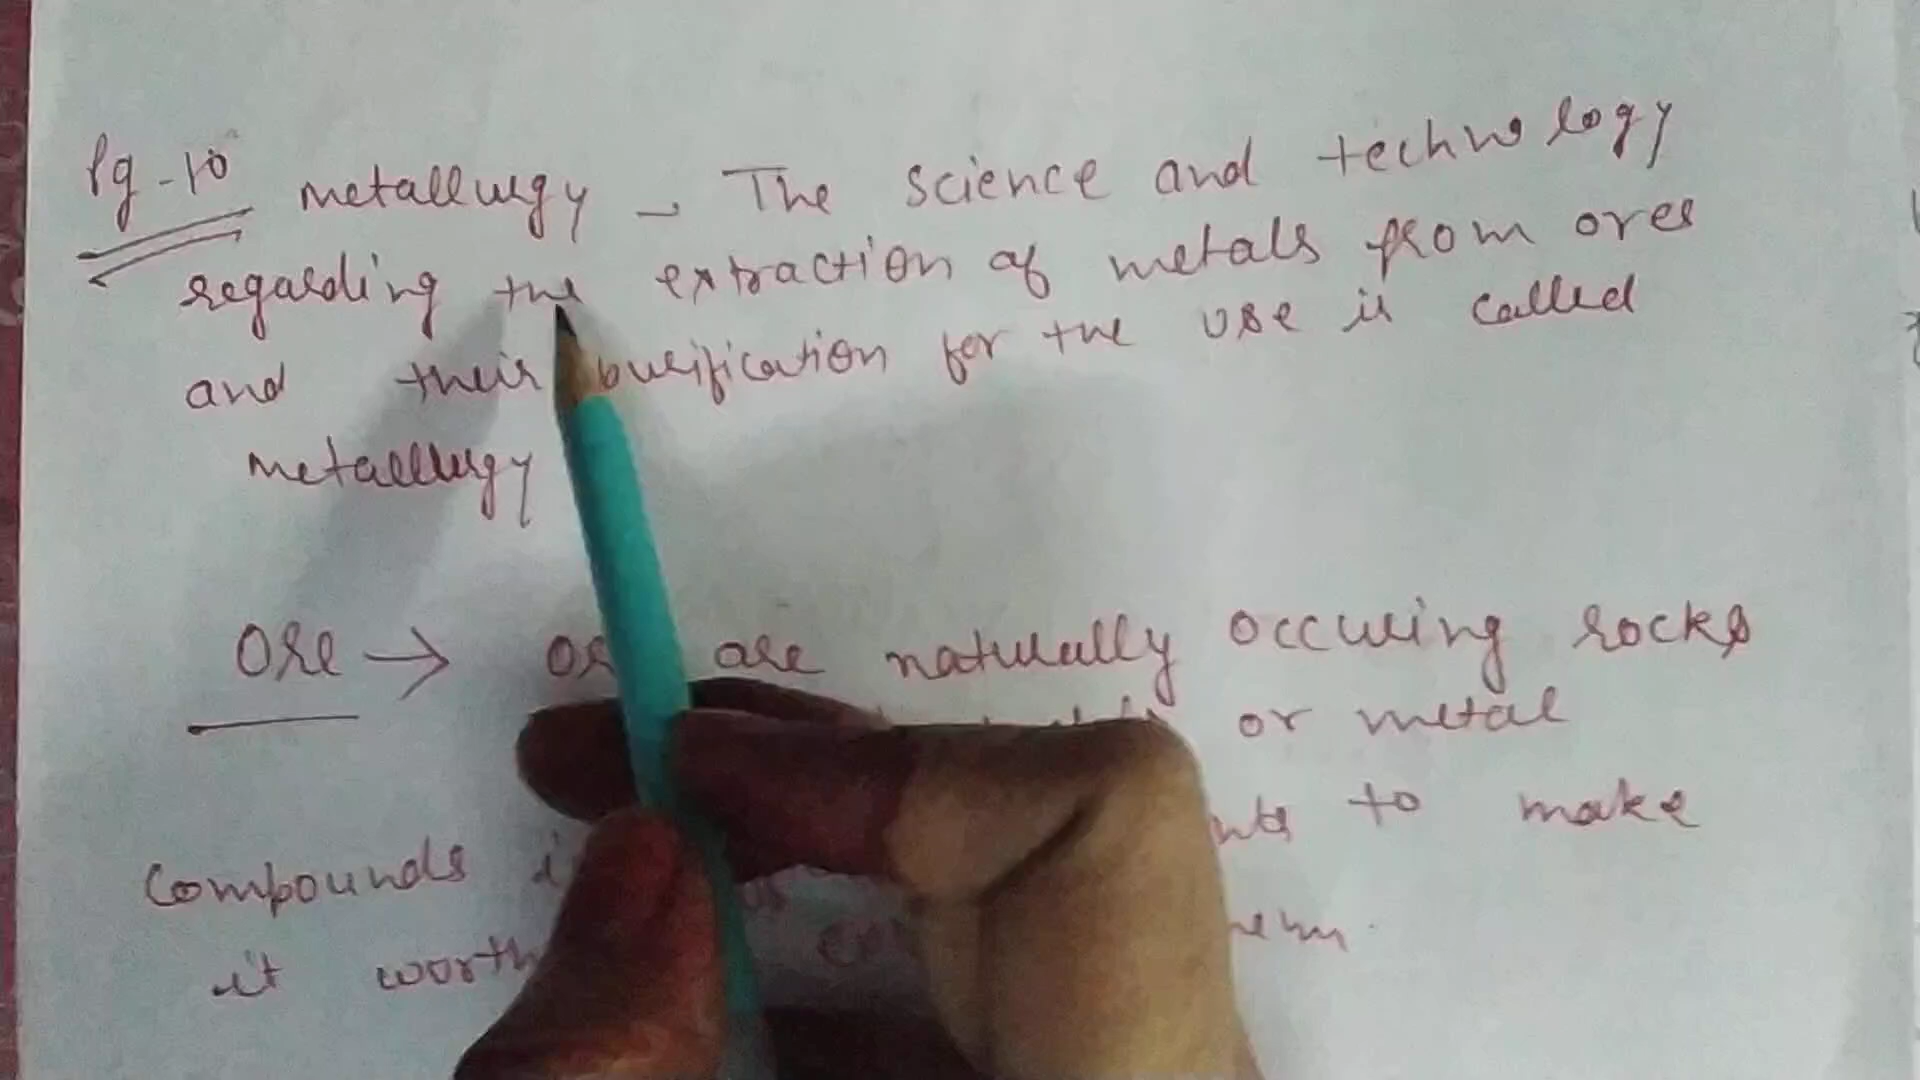 Pg-10 metallurgy - The science and technology
regarding the extraction of metals from ores
and their purification for the use is called
metallurgy
Ore → are naturally occuring rocks
or metal
compounds to make
it worth